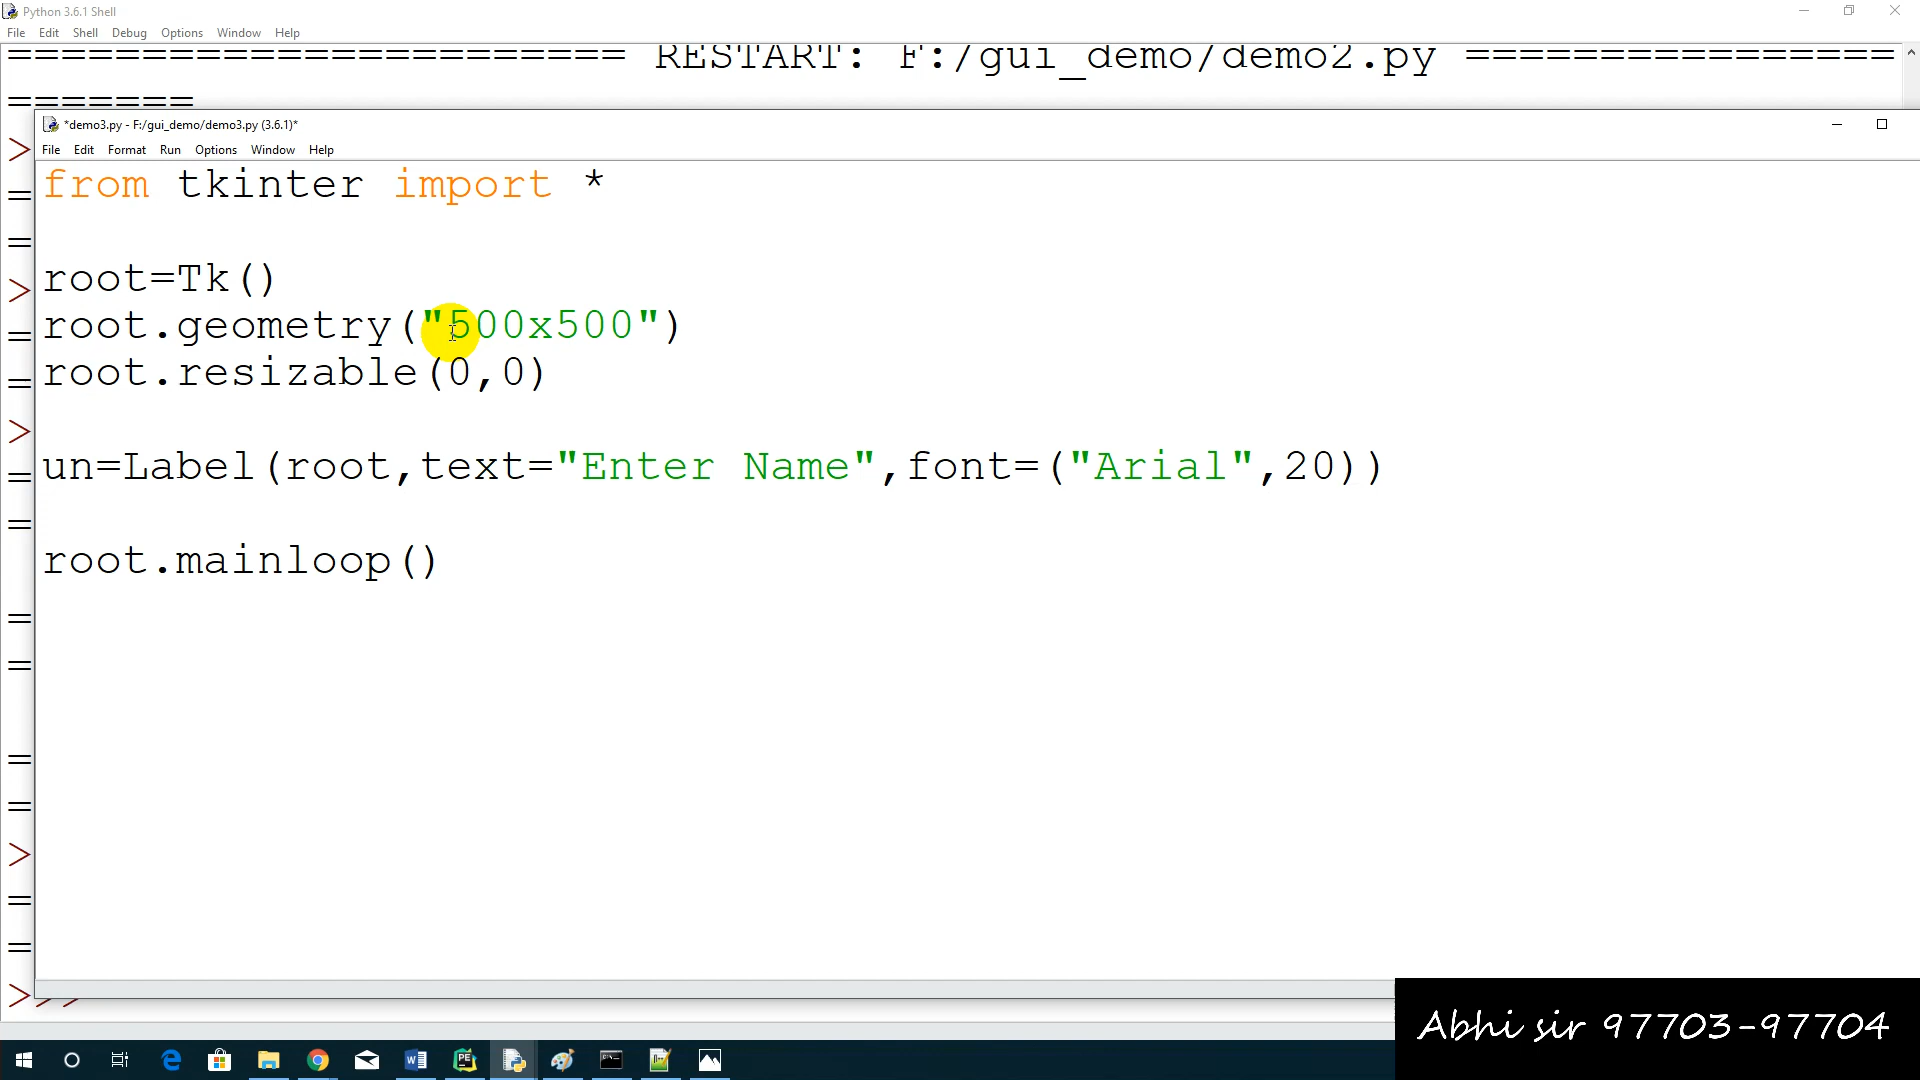 Python 3.6.1 Shell
File Edit Shell Debug Options Window Help
======================= RESTART: F:/gui_demo/demo2.py ================
=======
*demo3.py - F:/gui_demo/demo3.py (3.6.1)*
File Edit Format Run Options Window Help
from tkinter import *
root=Tk()
root.geometry("500x500")
root.resizable(0,0)
un=Label(root,text="Enter Name",font=("Arial",20))
root.mainloop()
>>>
Abhi sir 97703-97704